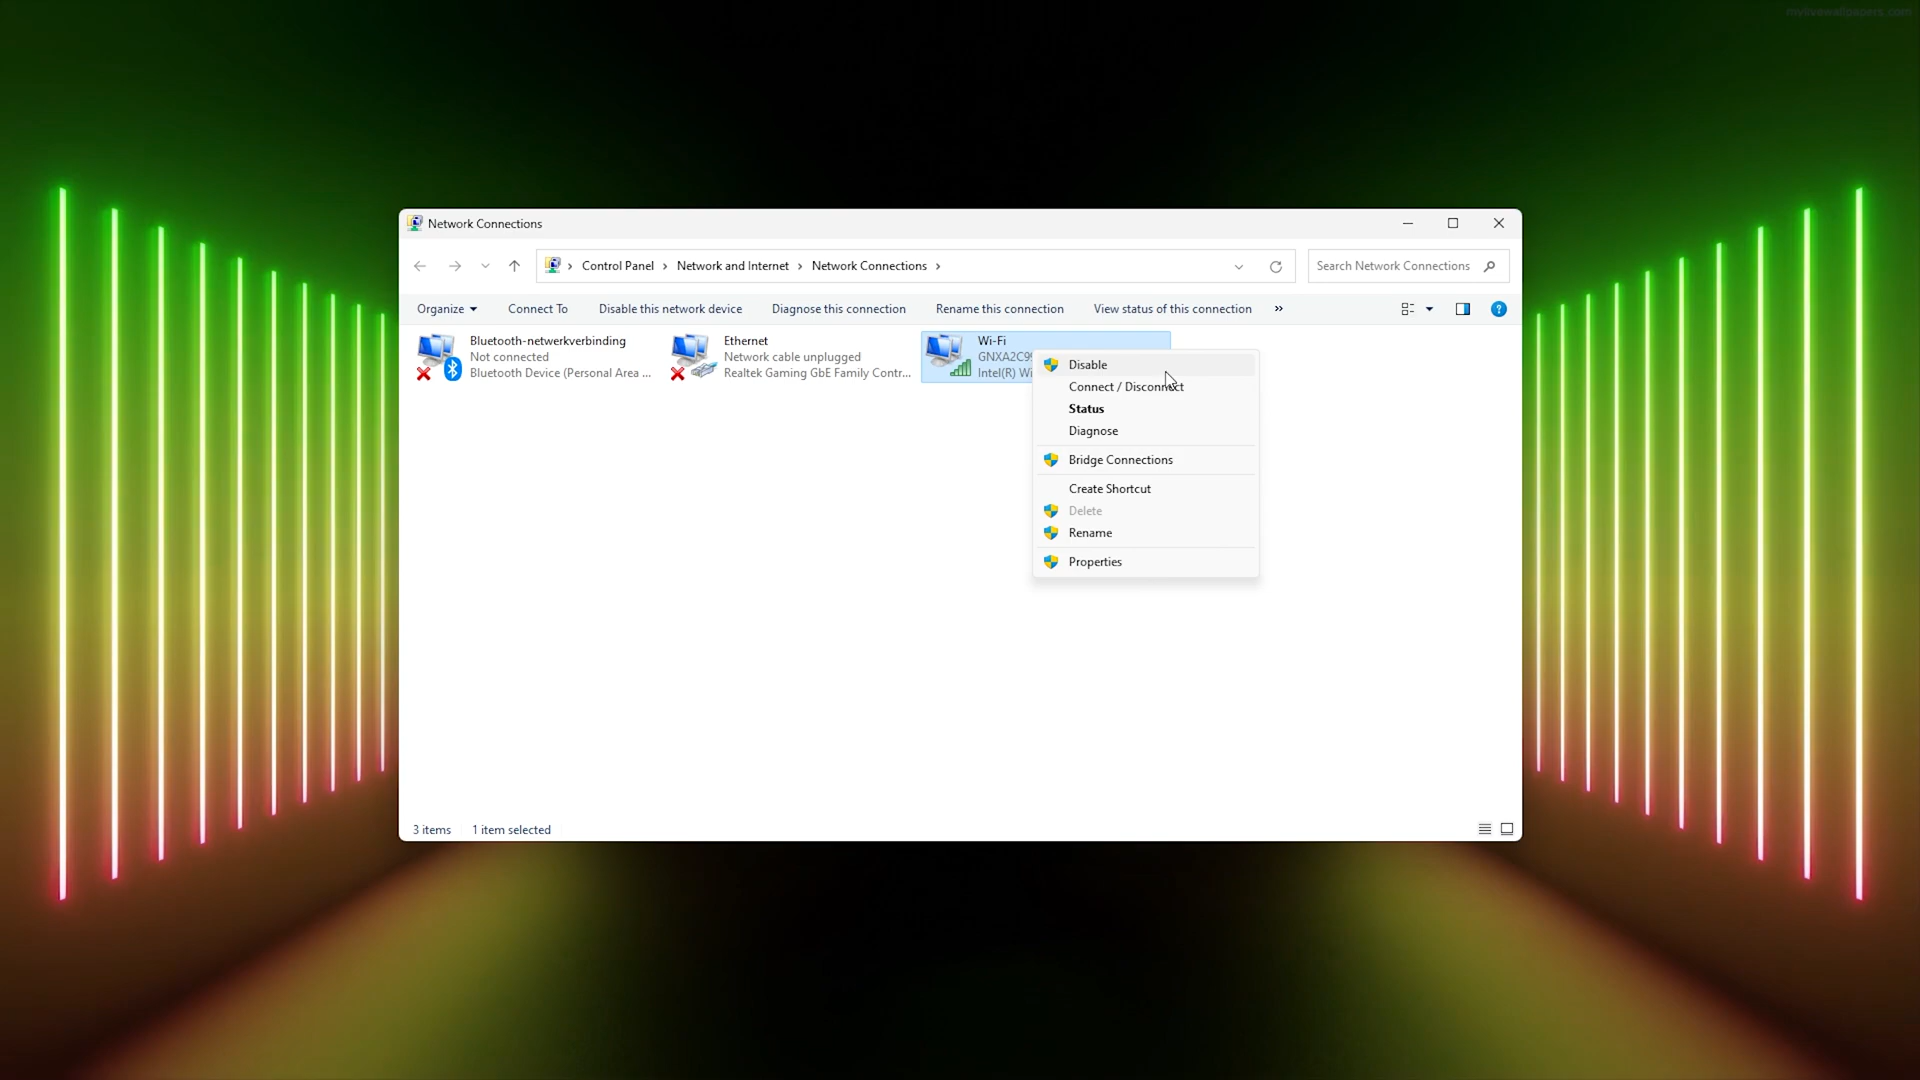 mylivewallpapers.com
Network Connections
Control Panel > Network and Internet > Network Connections >
Search Network Connections
Organize Connect To Disable this network device Diagnose this connection Rename this connection View status of this connection »
Bluetooth-netwerkverbinding
Not connected
Bluetooth Device (Personal Area ...
Ethernet
Network cable unplugged
Realtek Gaming GbE Family Contr...
Wi-Fi
Intel(R)
Disable
Connect / Disconnect
Status
Diagnose
Bridge Connections
Create Shortcut
Delete
Rename
Properties
3 items 1 item selected